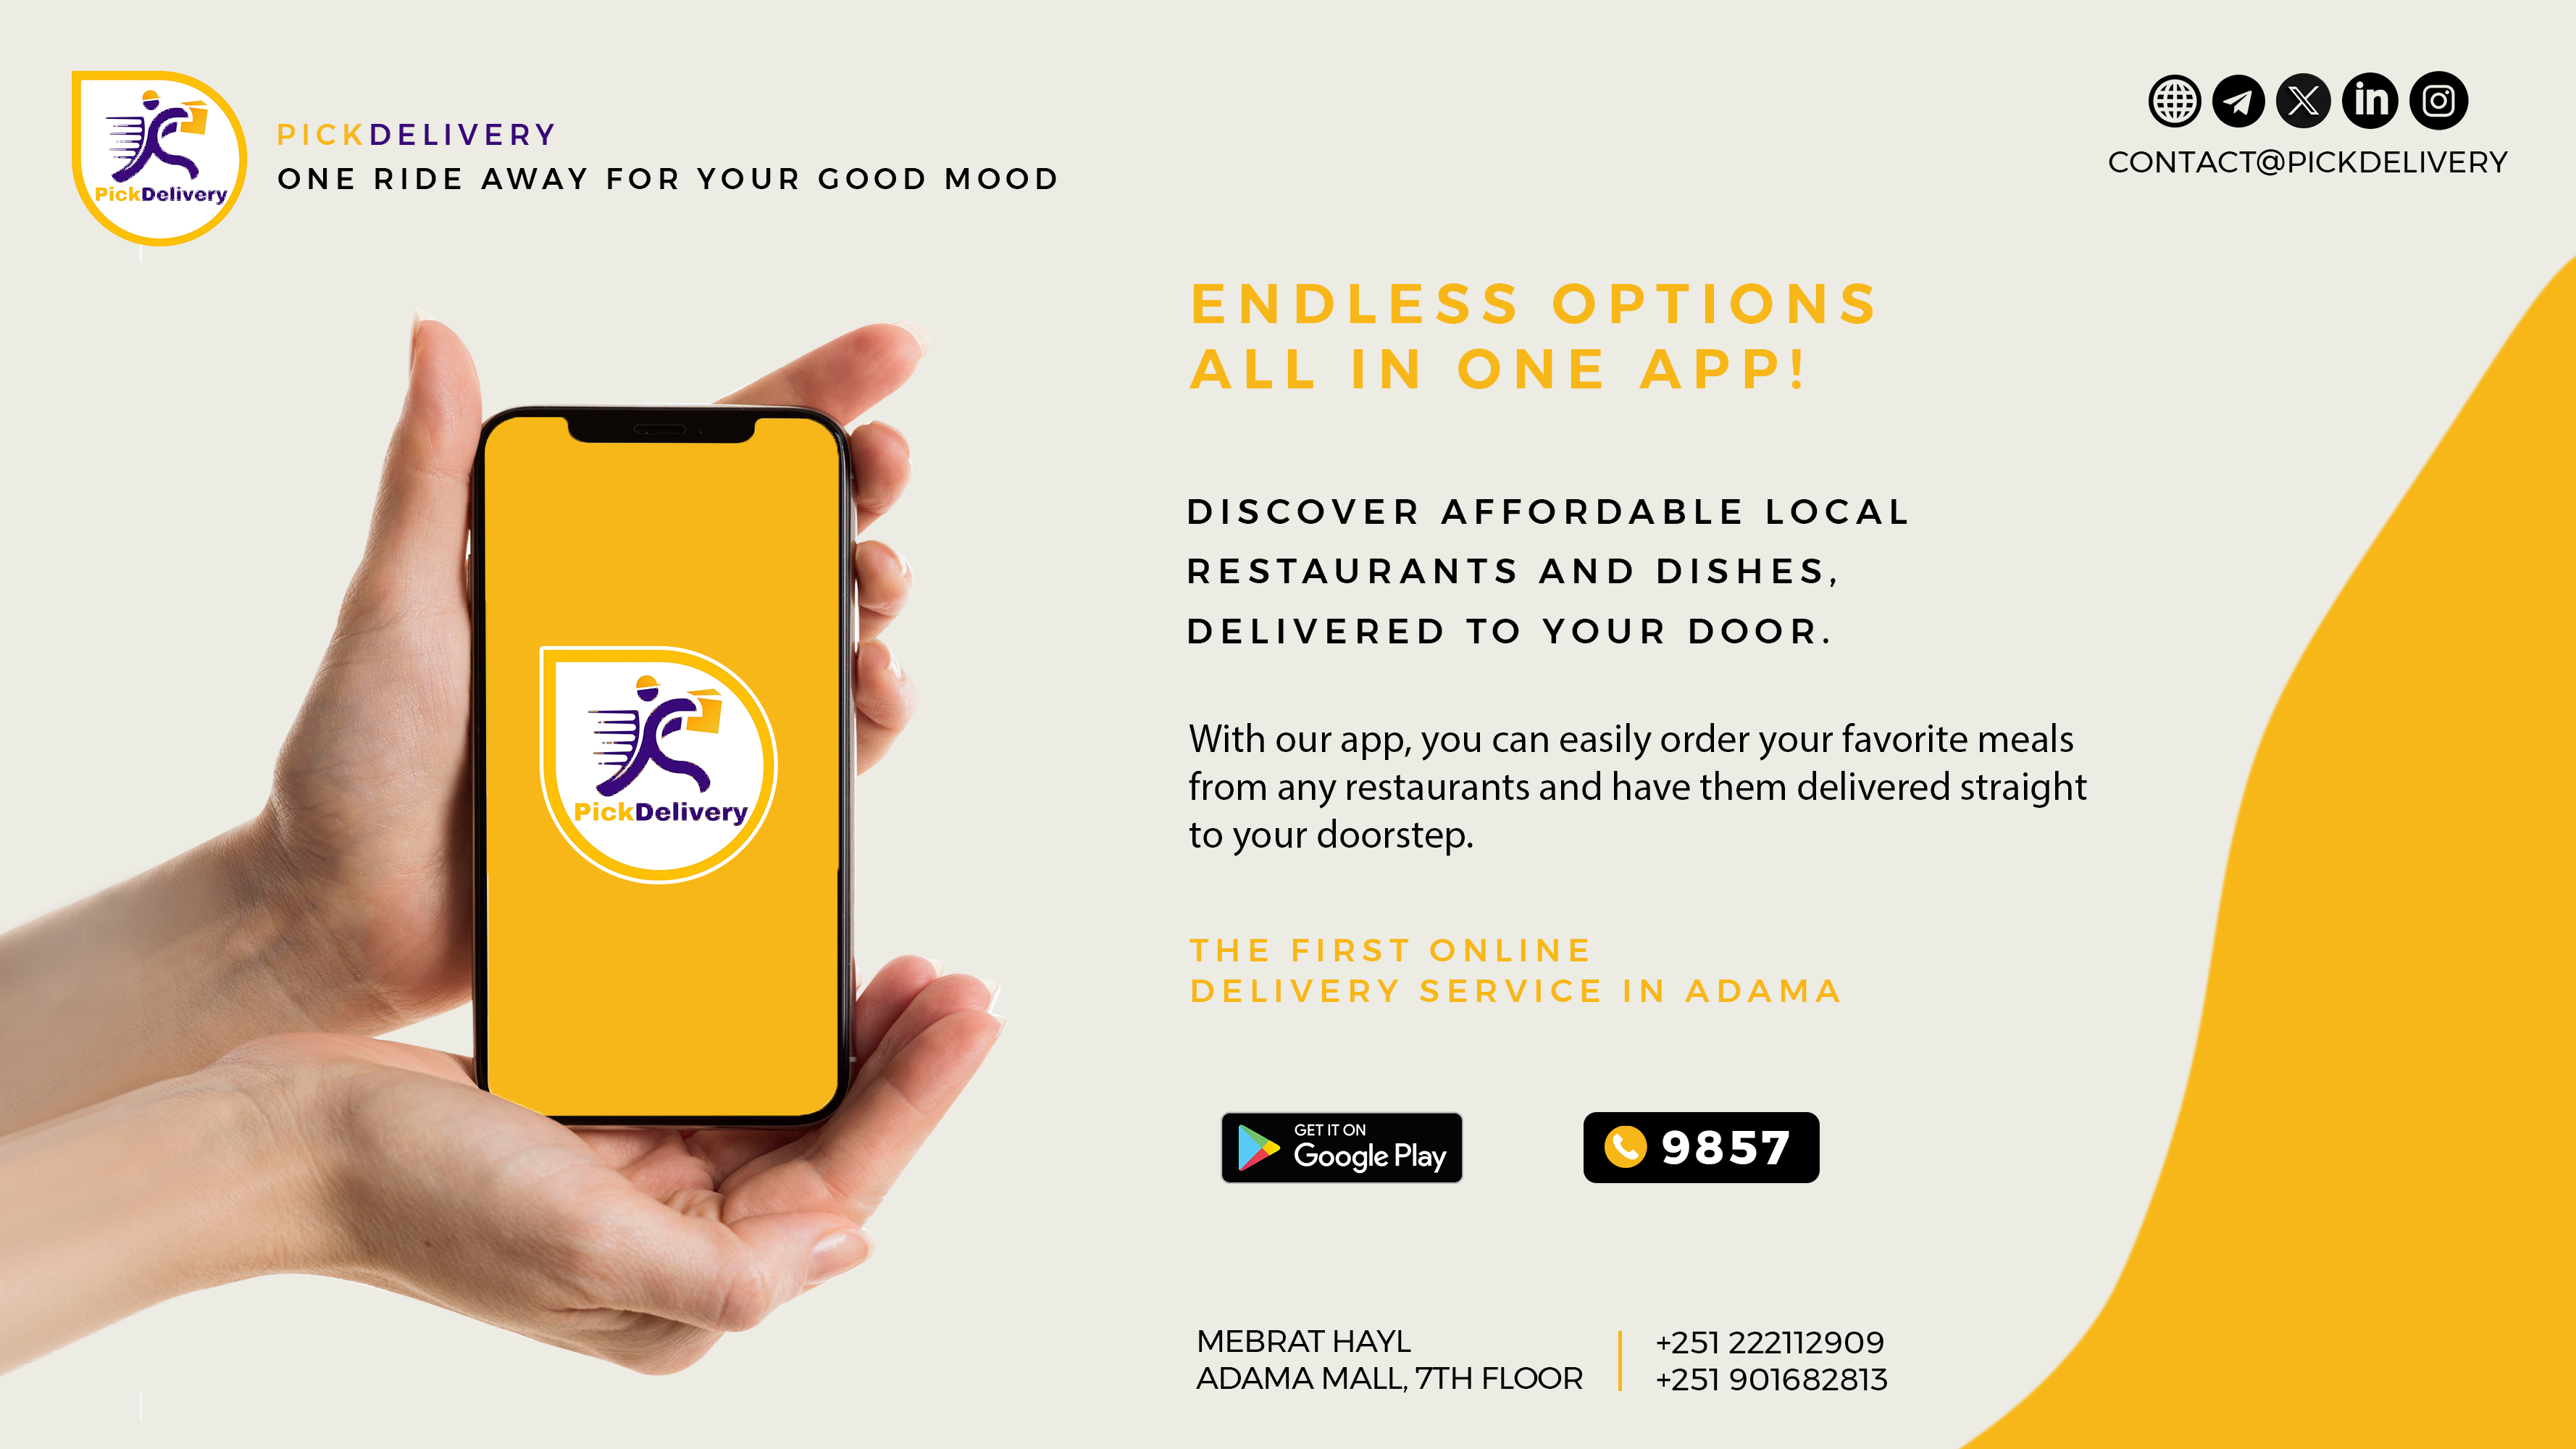 PickDelivery
PICKDELIVERY
ONE RIDE AWAY FOR YOUR GOOD MOOD
in
CONTACT@PICKDELIVERY
ENDLESS OPTIONS
ALL IN ONE APP!
DISCOVER AFFORDABLE LOCAL
RESTAURANTS AND DISHES,
DELIVERED TO YOUR DOOR.
PickDelivery
With our app, you can easily order your favorite meals
from any restaurants and have them delivered straight
to your doorstep.
THE FIRST ONLINE
DELIVERY SERVICE IN ADAMA
GET IT ON
Google Play
9857
MEBRAT HAYL
ADAMA MALL, 7TH FLOOR
+251 222112909
+251 901682813